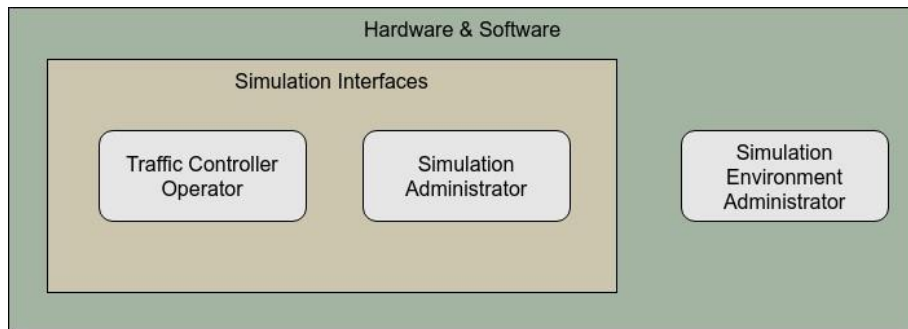 Hardware & Software
Simulation Interfaces
Traffic Controller
Operator
Simulation
Administrator
Simulation
Environment
Administrator